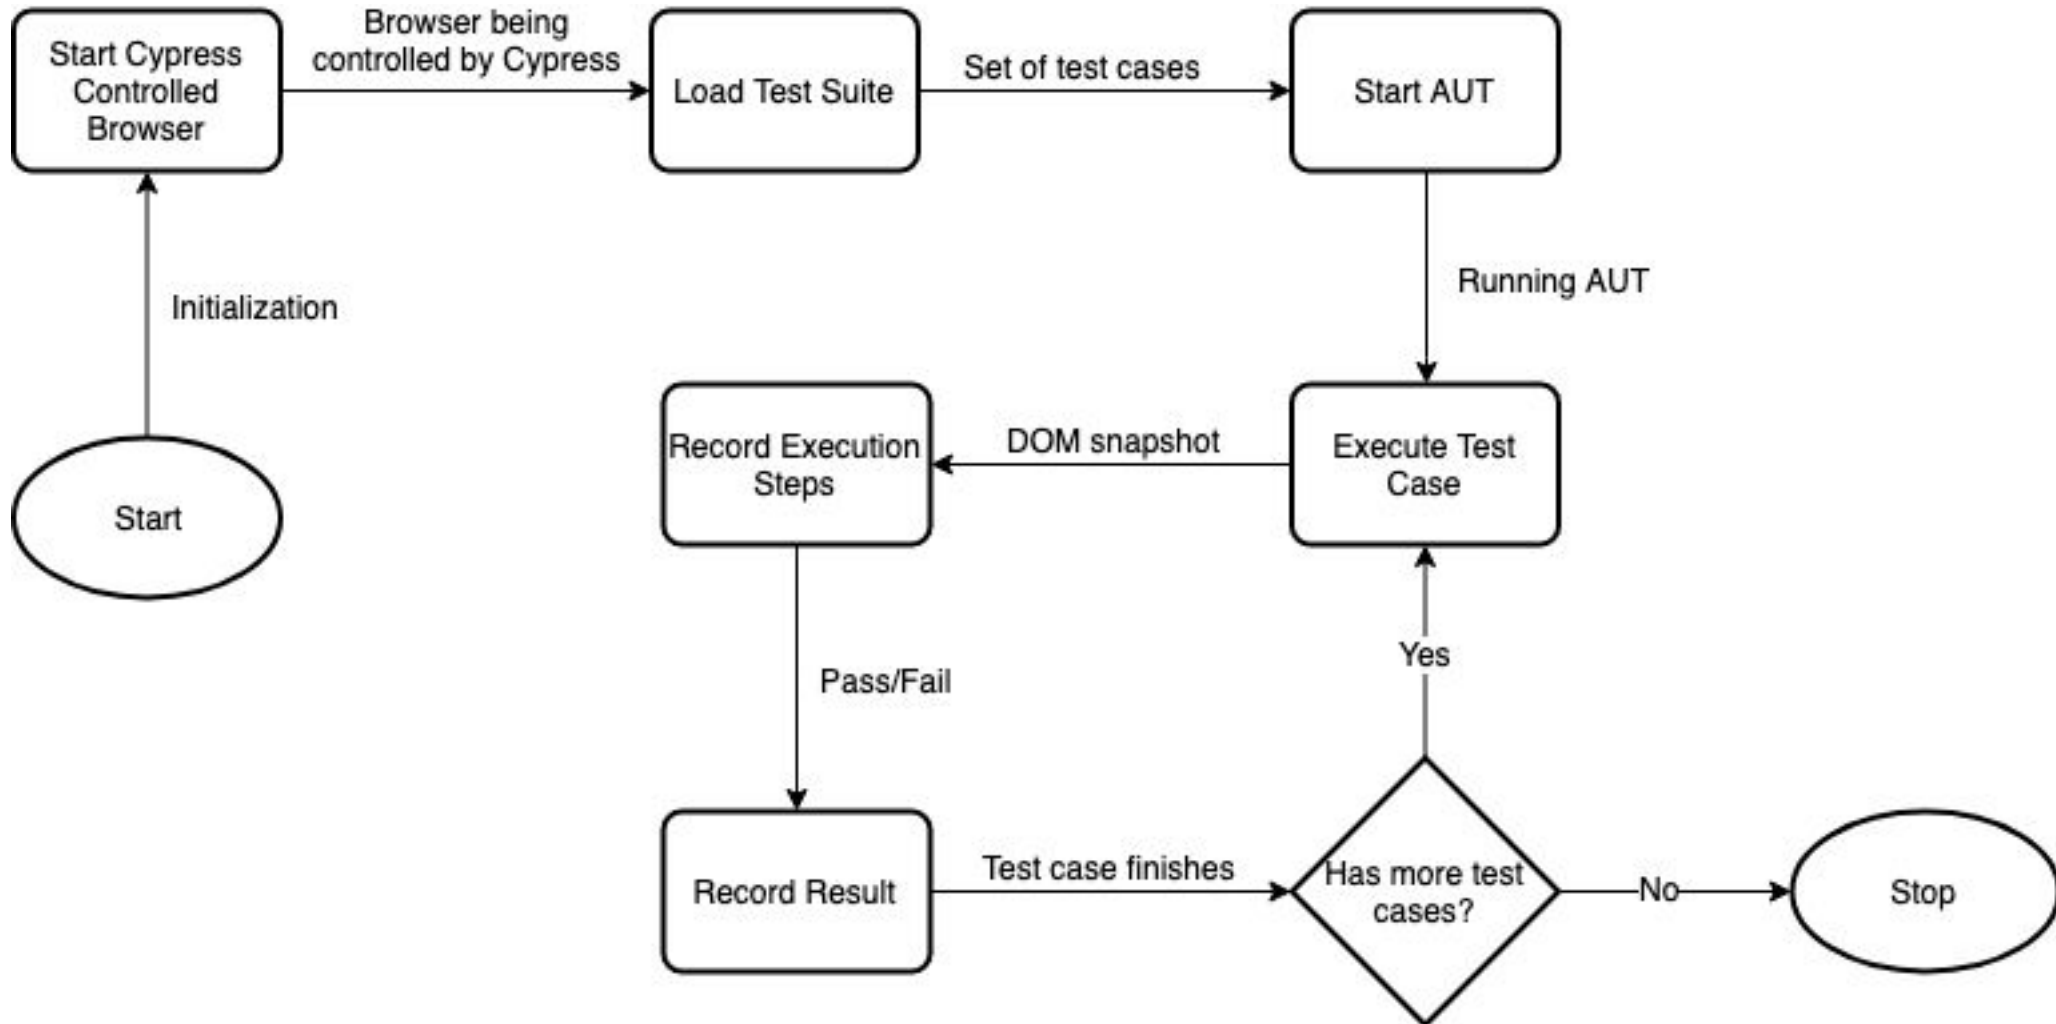 Start Cypress
Controlled
Browser
Browser being
controlled by Cypress
Load Test Suite
Set of test cases
Start AUT
Initialization
Running AUT
Start
Record Execution
Steps
DOM snapshot
Execute Test
Case
Pass/Fail
Yes
Record Result
Test case finishes
Has more test
cases?
No
Stop